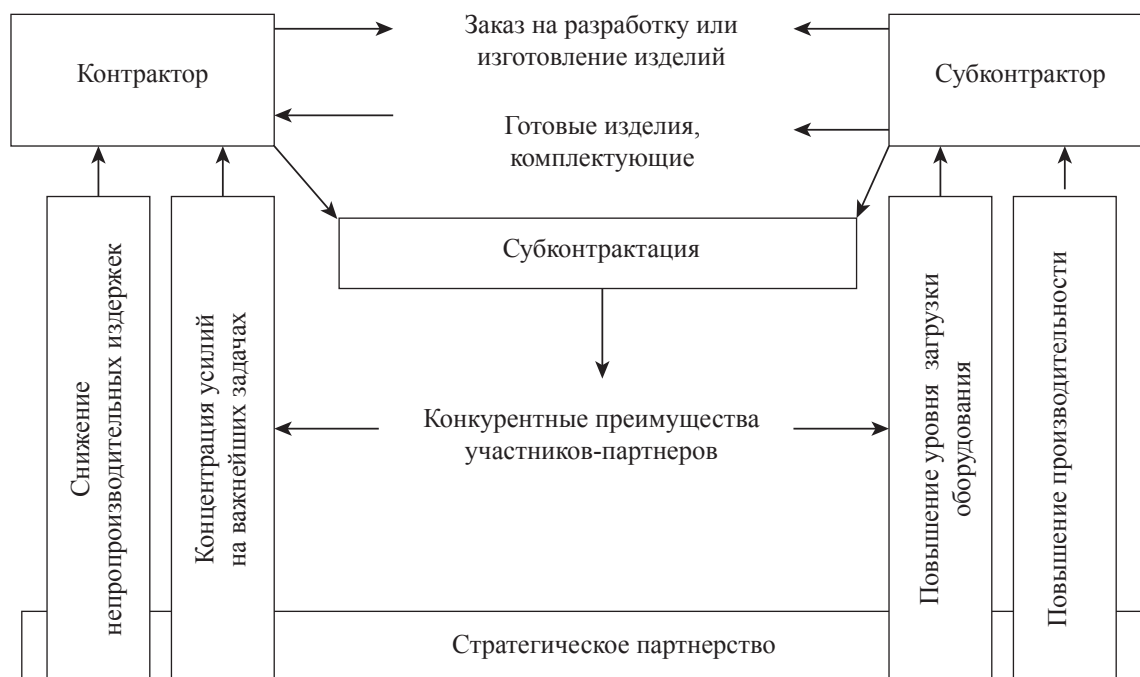 Контрактор
Заказ на разработку или
изготовление изделий
Субконтрактор
Готовые изделия,
комплектующие
Субконтрактация
Снижение
непропроизводительных издержек
Концентрация усилий
на важнейших задачах
Конкурентные преимущества
участников-партнеров
Повышение уровня загрузки
оборудования
Повышение производительности
Стратегическое партнерство